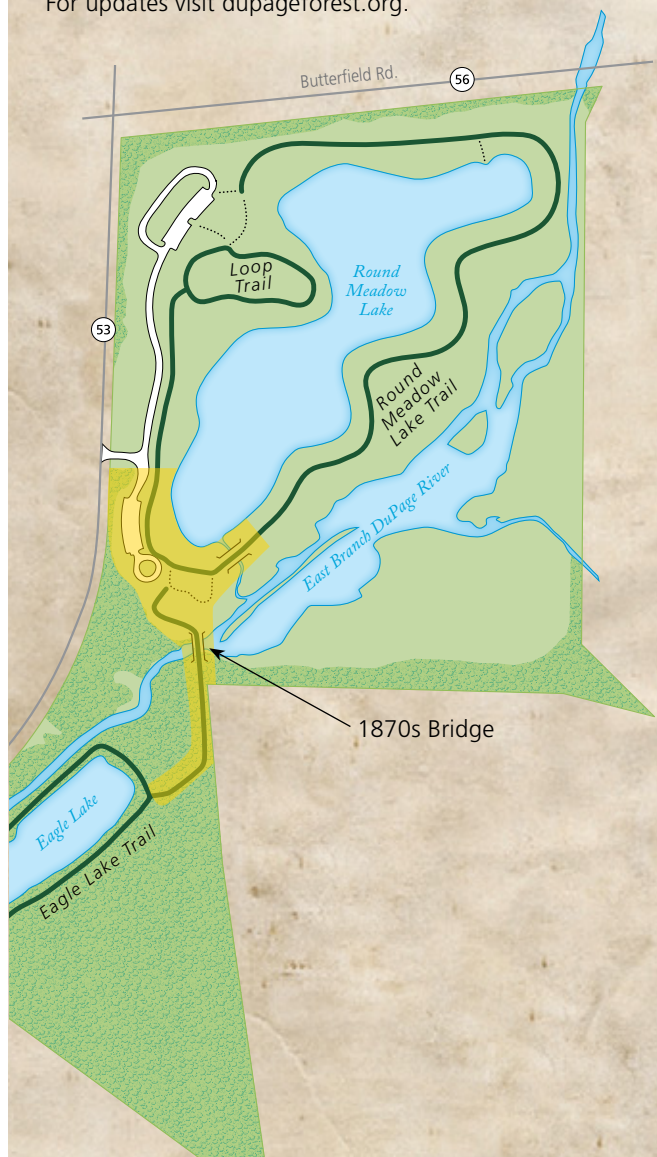 For updates visit dupageforest.org.
Butterfield Rd.
56
Loop
Trail
Round
Meadow
Lake
53
Round
Meadow
Lake Trail
East Branch DuPage River
1870s Bridge
Eagle Lake
Eagle Lake Trail